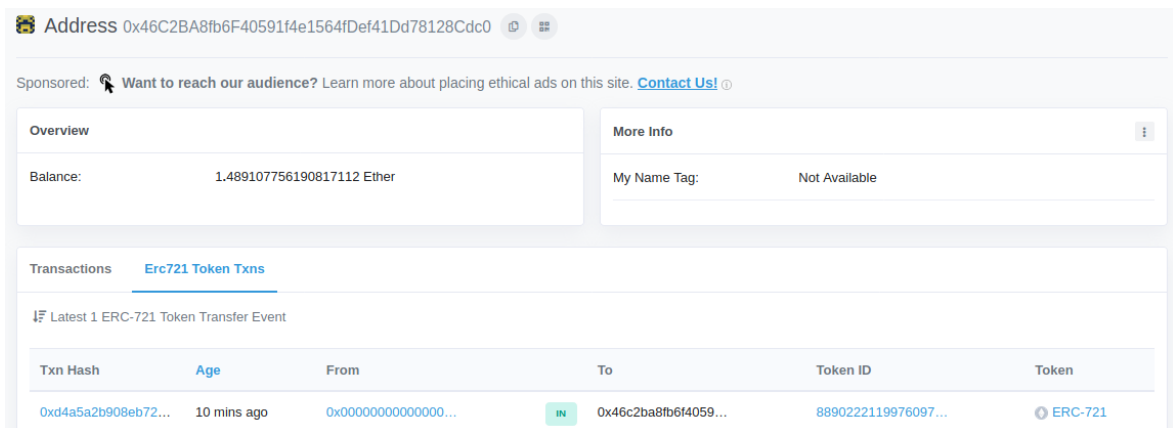 Address 0x46C2BA8fb6F40591f4e1564fDef41Dd78128Cdc0
Sponsored: Want to reach our audience? Learn more about placing ethical ads on this site. Contact Us!
Overview
Balance: 1.489107756190817112 Ether
More Info
My Name Tag: Not Available
Transactions Erc721 Token Txns
Latest 1 ERC-721 Token Transfer Event
Txn Hash Age From To Token ID Token
0xd4a5a2b908eb72... 10 mins ago 0x00000000000000... IN 0x46c2ba8fb6f4059...8890222119976097... ERC-721